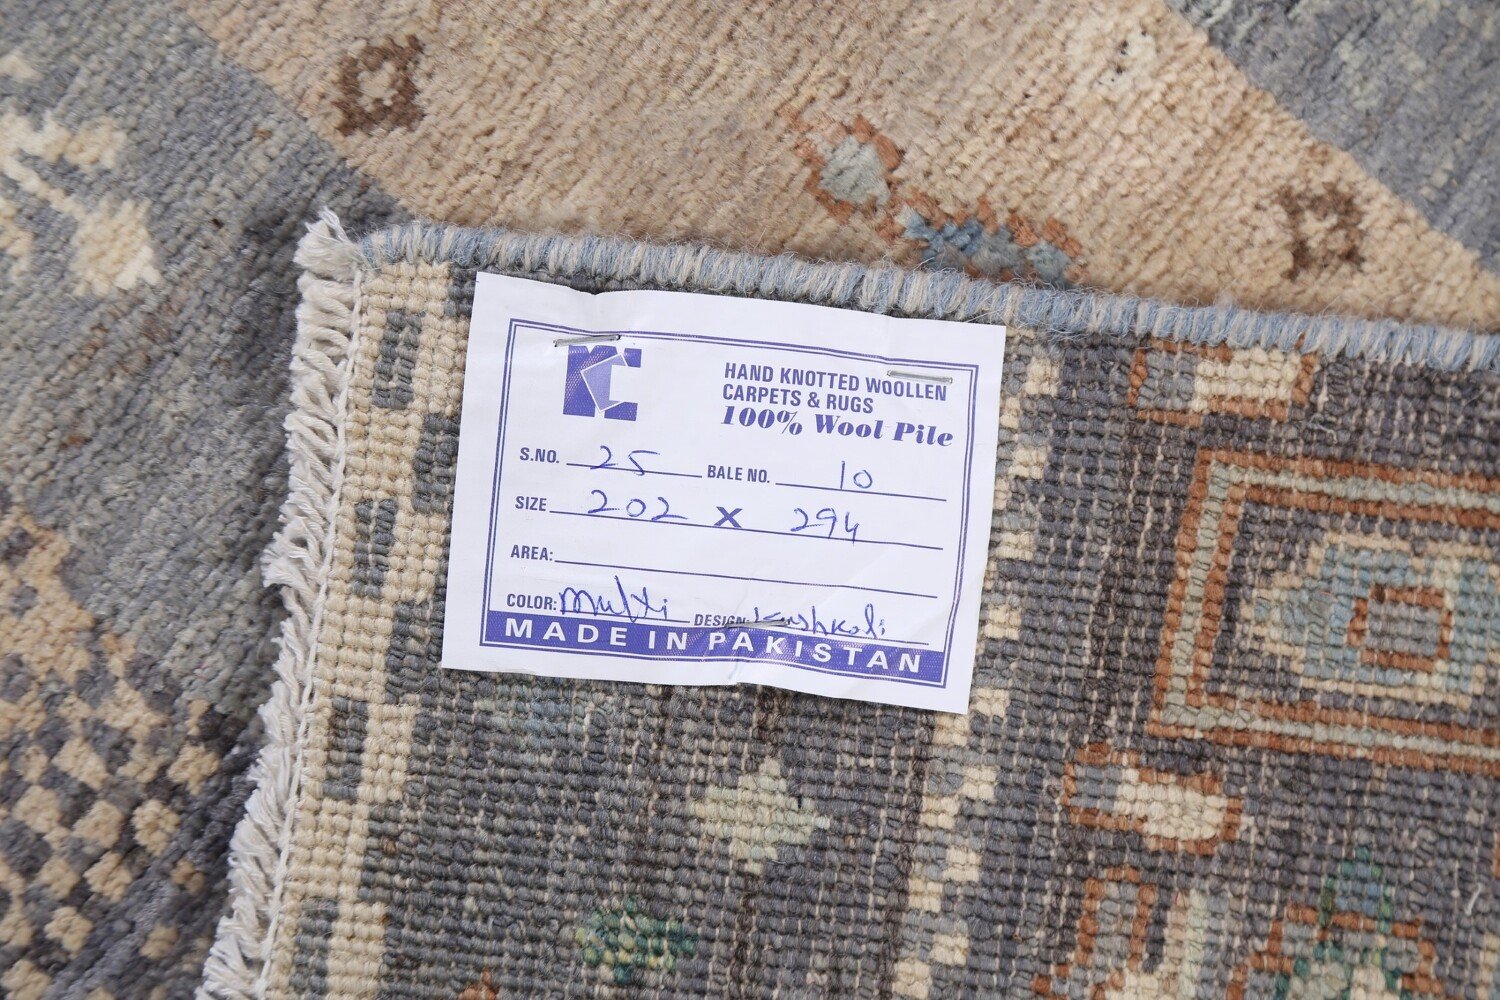 HAND KNOTTED WOOLLEN
CARPETS & RUGS
100% Wool Pile
S.NO. 25 BALE NO. 10
SIZE 202 X 294
AREA:
COLOR: Multi DESIGN: Kashkoli
MADE IN PAKISTAN